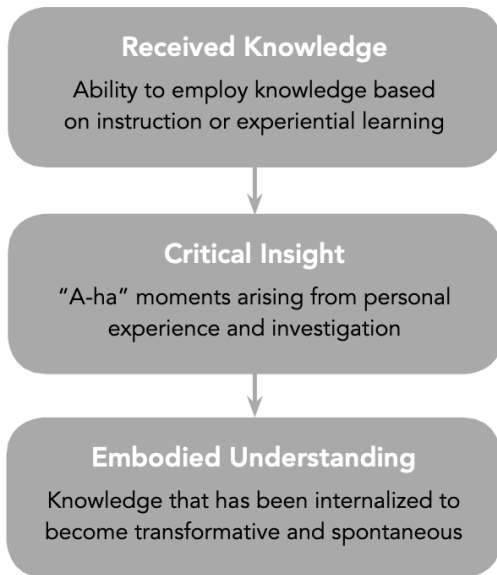 Received Knowledge
Ability to employ knowledge based
on instruction or experiential learning
Critical Insight
“A-ha” moments arising from personal
experience and investigation
Embodied Understanding
Knowledge that has been internalized to
become transformative and spontaneous